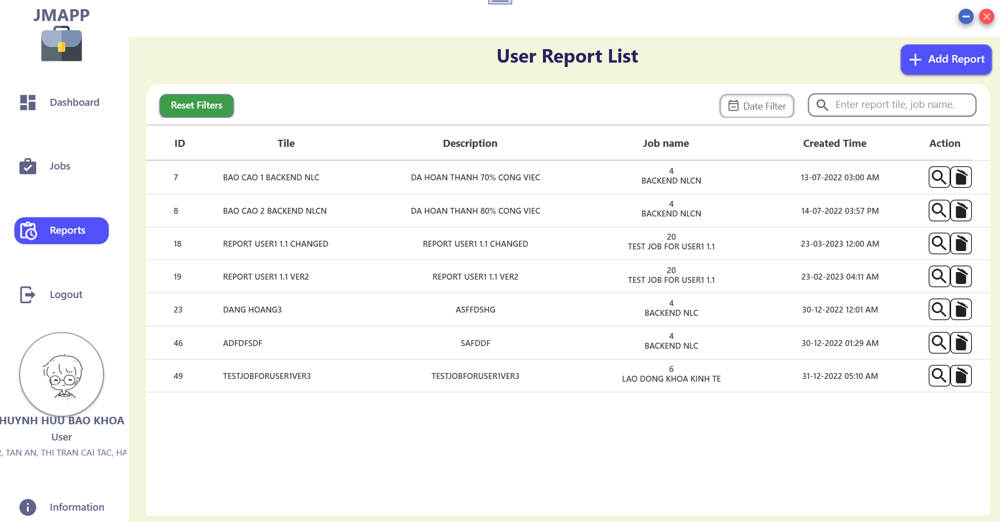 JMAPP
Dashboard
Jobs
Reports
Logout
HUYNH HUU BAO KHOA
User
, TAN AN, THI TRAN CAI TAC, HA
Information
User Report List
Add Report
Reset Filters
Date Filter
Enter report tile, job name.
ID Tile Description Job name Created Time Action
7 BAO CAO 1 BACKEND NLC DA HOAN THANH 70% CONG VIEC 4 BACKEND NLCN 13-07-2022 03:00 AM
8 BAO CAO 2 BACKEND NLCN DA HOAN THANH 80% CONG VIEC 4 BACKEND NLCN 14-07-2022 03:57 PM
18 REPORT USER1 1.1 CHANGED REPORT USER1 1.1 CHANGED 20 TEST JOB FOR USER1 1.1 23-03-2023 12:00 AM
19 REPORT USER1 1.1 VER2 REPORT USER1 1.1 VER2 20 TEST JOB FOR USER1 1.1 23-02-2023 04:11 AM
23 DANG HOANG3 ASFFDSHG 4 BACKEND NLC 30-12-2022 12:01 AM
46 ADFDFSDF SAFDDF 4 BACKEND NLC 30-12-2022 01:29 AM
49 TESTJOBFORUSER1VER3 TESTJOBFORUSER1VER3 6 LAO DONG KHOA KINH TE 31-12-2022 05:10 AM